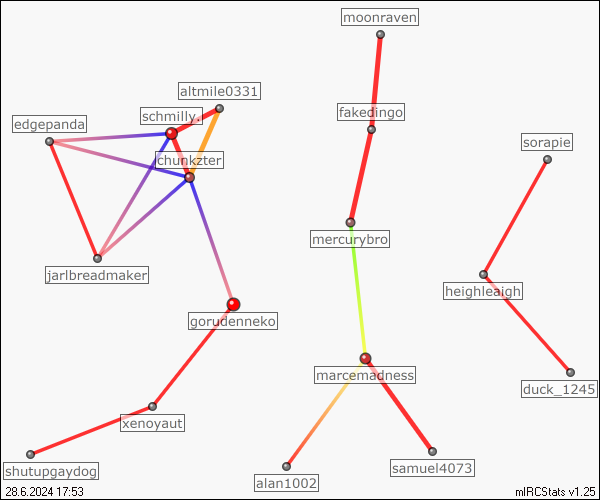 moonraven
altmile0331
schmilly.
fakedingo
edgepanda
sorapie
chunkzter
mercurybro
jarlbreadmaker
heighleaigh
gorudenneko
marcemadness
duck_1245
xenoyaut
shutupgaydog
samuel4073
alan1002
28.6.2024 17:53
mIRCStats v1.25